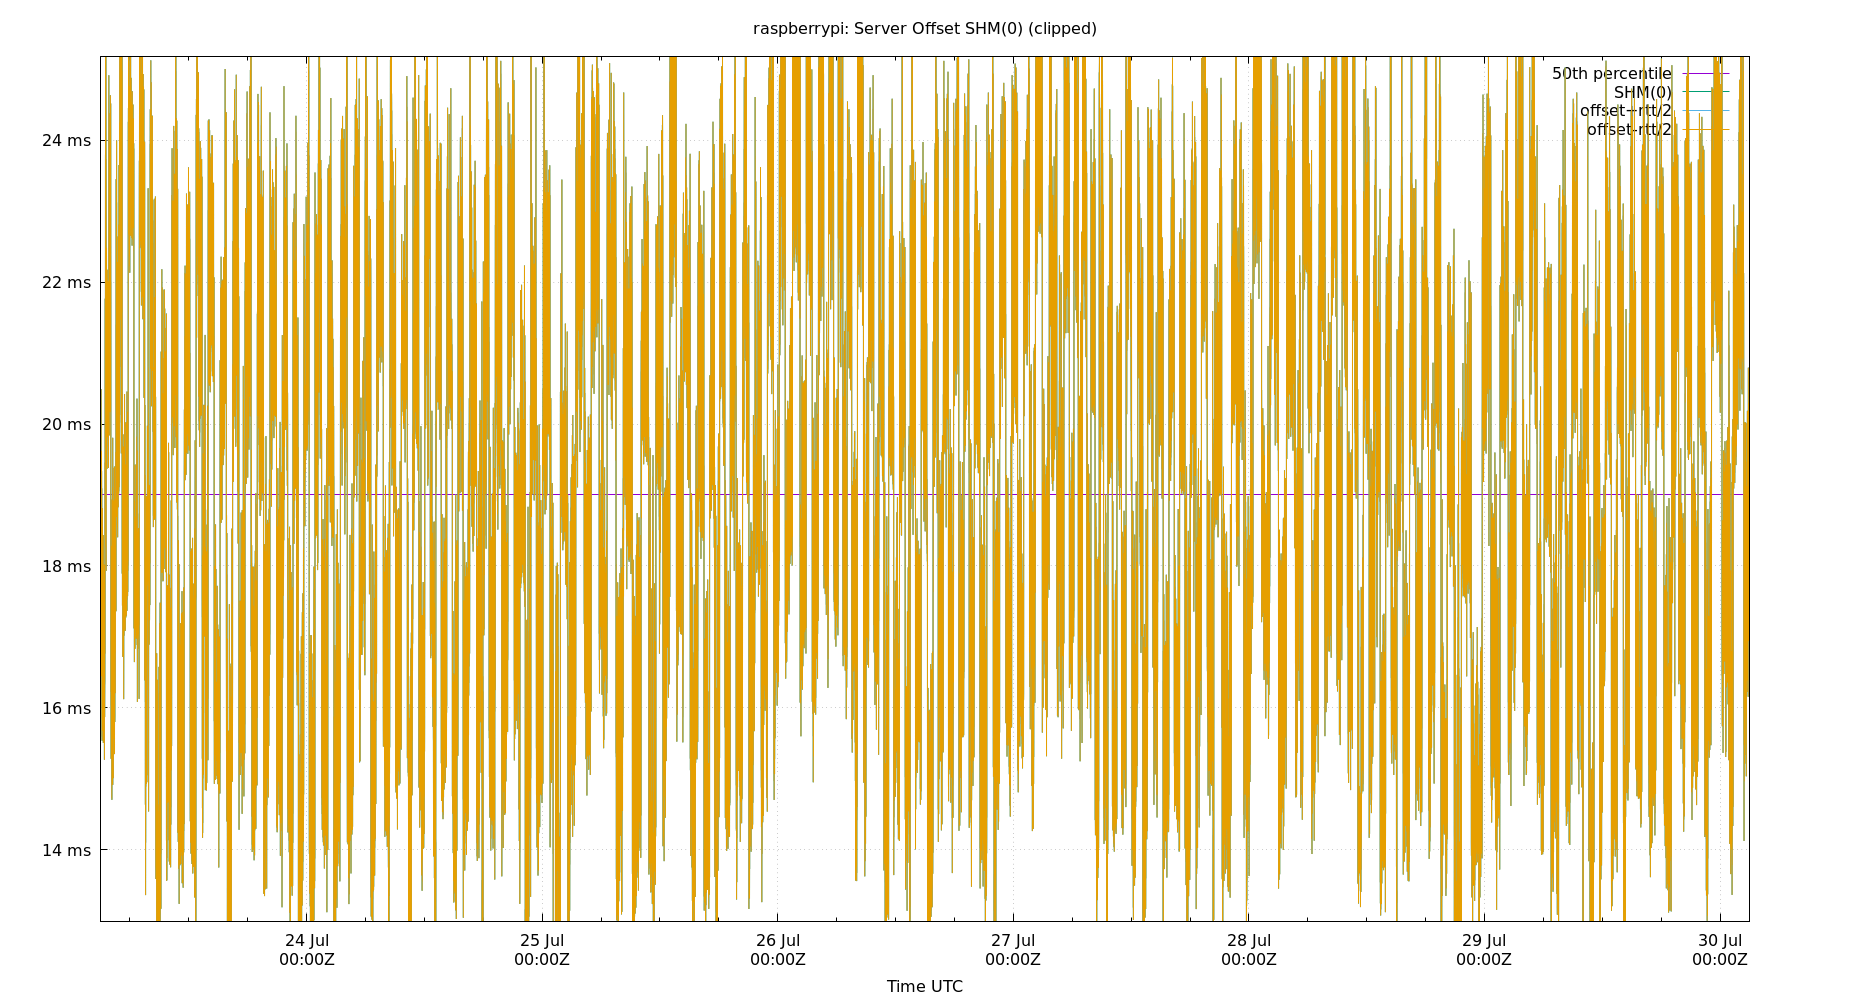 raspberrypi: Server Offset SHM(0) (clipped)
50th percentile
SHM(0)
offset+rtt/2
offset-rtt/2
24 ms
22 ms
20 ms
18 ms
16 ms
14 ms
24 Jul 25 Jul 26 Jul 27 Jul 28 Jul 29 Jul 30 Jul
00:00Z 00:00Z 00:00Z 00:00Z 00:00Z 00:00Z 00:00Z
Time UTC